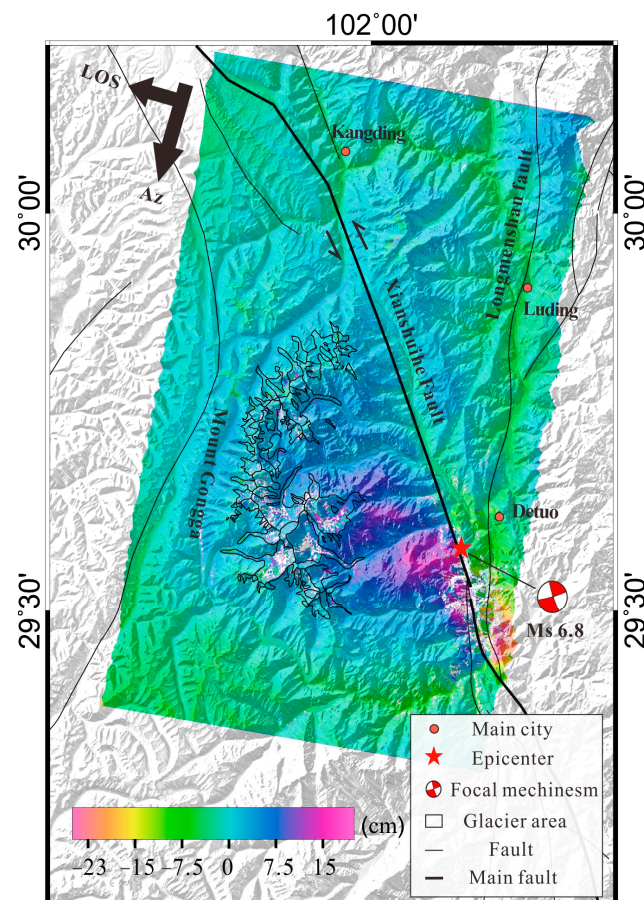 102°00'
LOS
Az
Kangding
30°00'
30°00'
Longmenshan fault
Luding
Xianshuihe Fault
Mount Gongga
Detuo
29°30'
29°30'
Ms 6.8
Main city
Epicenter
Focal mechinesm
Glacier area
Fault
Main fault
(cm)
−23 −15 −7.5 0 7.5 15